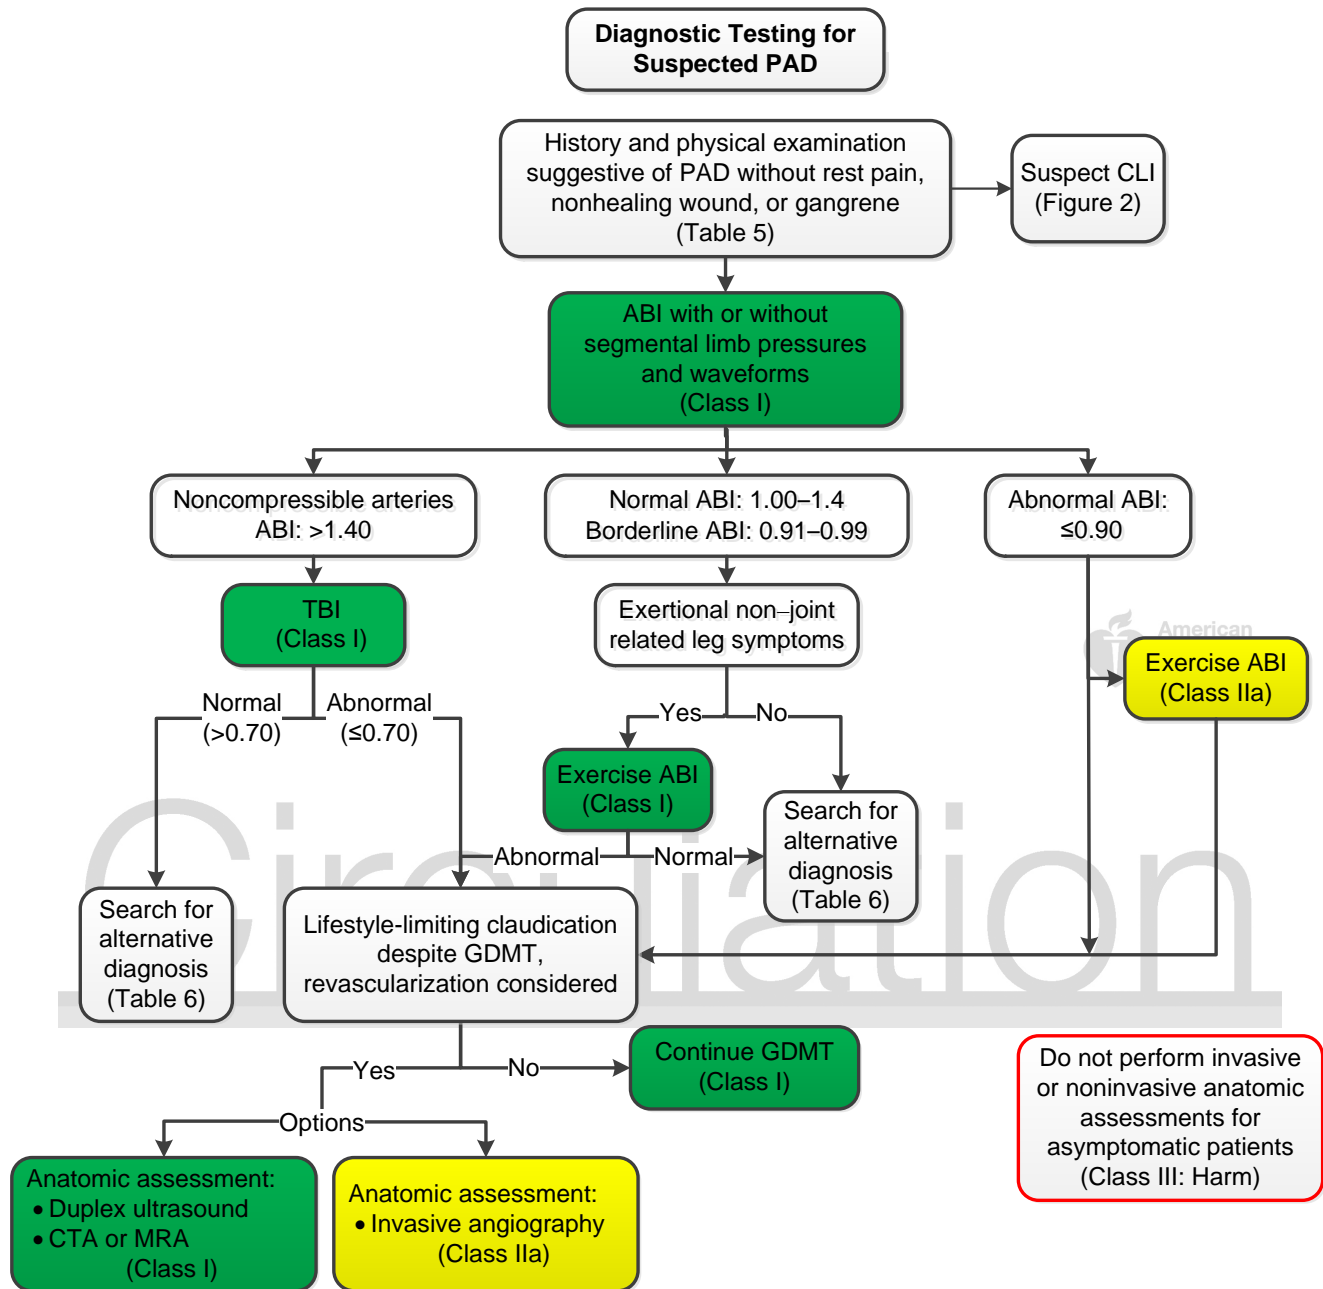 Diagnostic Testing for
Suspected PAD
History and physical examination
suggestive of PAD without rest pain,
nonhealing wound, or gangrene
(Table 5)
Suspect CLI
(Figure 2)
ABI with or without
segmental limb pressures
and waveforms
(Class I)
Noncompressible arteries
ABI: >1.40
Normal ABI: 1.00–1.4
Borderline ABI: 0.91–0.99
Abnormal ABI:
≤0.90
TBI
(Class I)
Exertional non–joint
related leg symptoms
American
Exercise ABI
(Class IIa)
Normal
(>0.70)
Abnormal
(≤0.70)
Yes
No
Exercise ABI
(Class I)
Search for
alternative
diagnosis
(Table 6)
Abnormal
Normal
Circulation
Search for
alternative
diagnosis
(Table 6)
Lifestyle-limiting claudication
despite GDMT,
revascularization considered
Yes
No
Continue GDMT
(Class I)
Do not perform invasive
or noninvasive anatomic
assessments for
asymptomatic patients
(Class III: Harm)
Options
Anatomic assessment:
• Duplex ultrasound
• CTA or MRA
(Class I)
Anatomic assessment:
• Invasive angiography
(Class IIa)